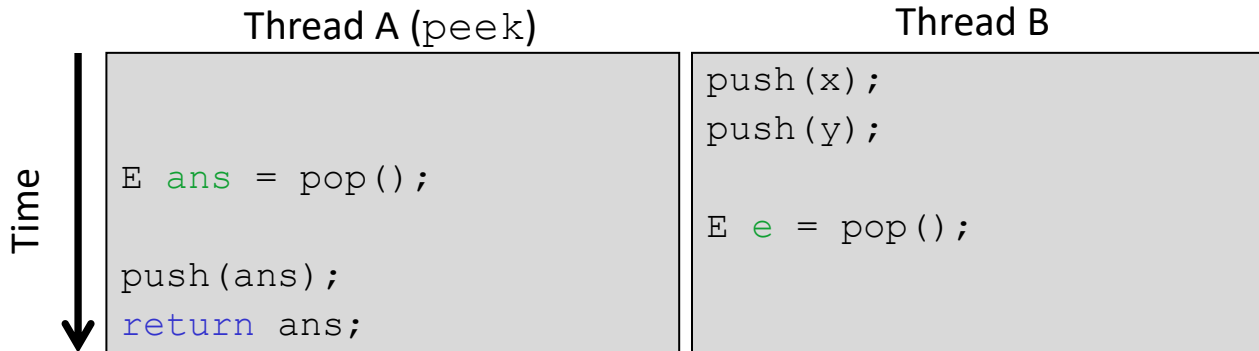 Thread A (peek)
Thread B
Time
E ans = pop();
push(ans);
return ans;
push(x);
push(y);
E e = pop();